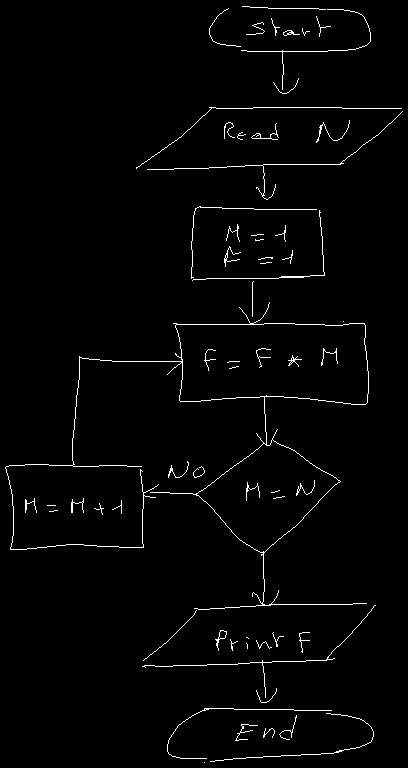 Start
Read N
M = 1
F = 1
F = F * M
No
M = N
M = M + 1
Print F
End